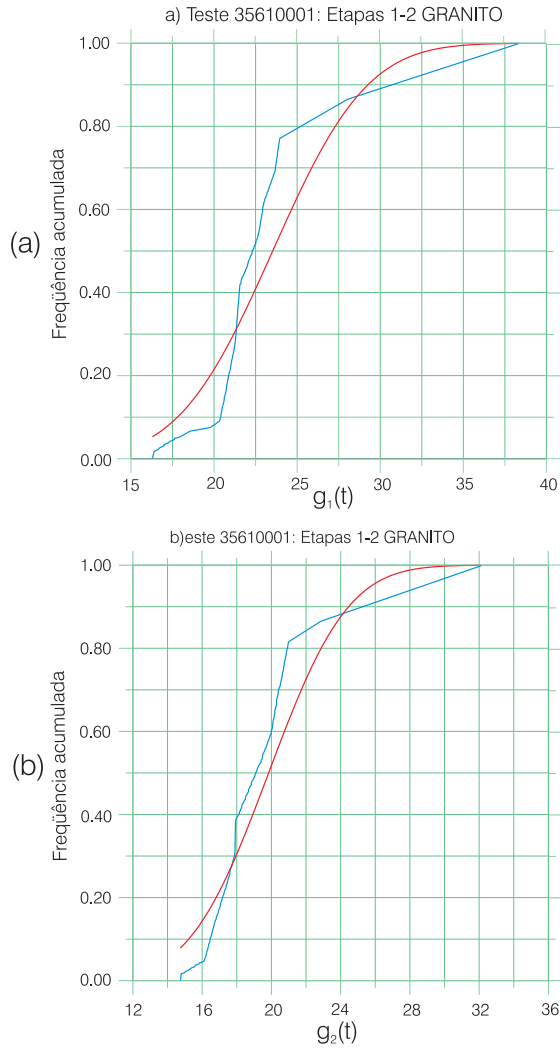 a) Teste 35610001: Etapas 1-2 GRANITO
1.00
0.80
0.60
0.40
0.20
0.00
Freqüência acumulada
(a)
15 20 25 30 35 40
g1(t)
b)este 35610001: Etapas 1-2 GRANITO
1.00
0.80
0.60
0.40
0.20
0.00
Freqüência acumulada
(b)
12 16 20 24 28 32 36
g2(t)